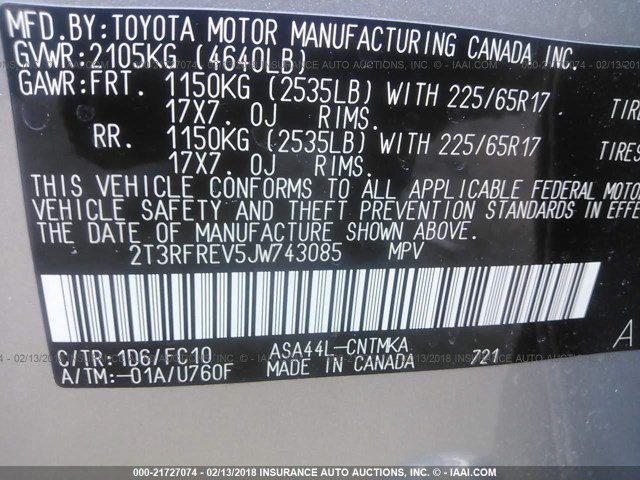 MFD.BY:TOYOTA MOTOR MANUFACTURING CANADA, INC.
GVWR:2105KG (4640LB)
GAWR:FRT. 1150KG (2535LB) WITH 225/65R17 TIRE
17X7. 0J RIMS.
RR. 1150KG (2535LB) WITH 225/65R17 TIRES
17X7. 0J RIMS.
THIS VEHICLE CONFORMS TO ALL APPLICABLE FEDERAL MOTOR
VEHICLE SAFETY AND THEFT PREVENTION STANDARDS IN EFFE
THE DATE OF MANUFACTURE SHOWN ABOVE.
2T3RFREV5JW743085 MPV
C/TR:1D6/FC10 ASA44L-CNTMKA 721 A
A/TM:-01A/U760F MADE IN CANADA
000-21727074 - 02/13/2018 INSURANCE AUTO AUCTIONS, INC. - © - IAAI.COM